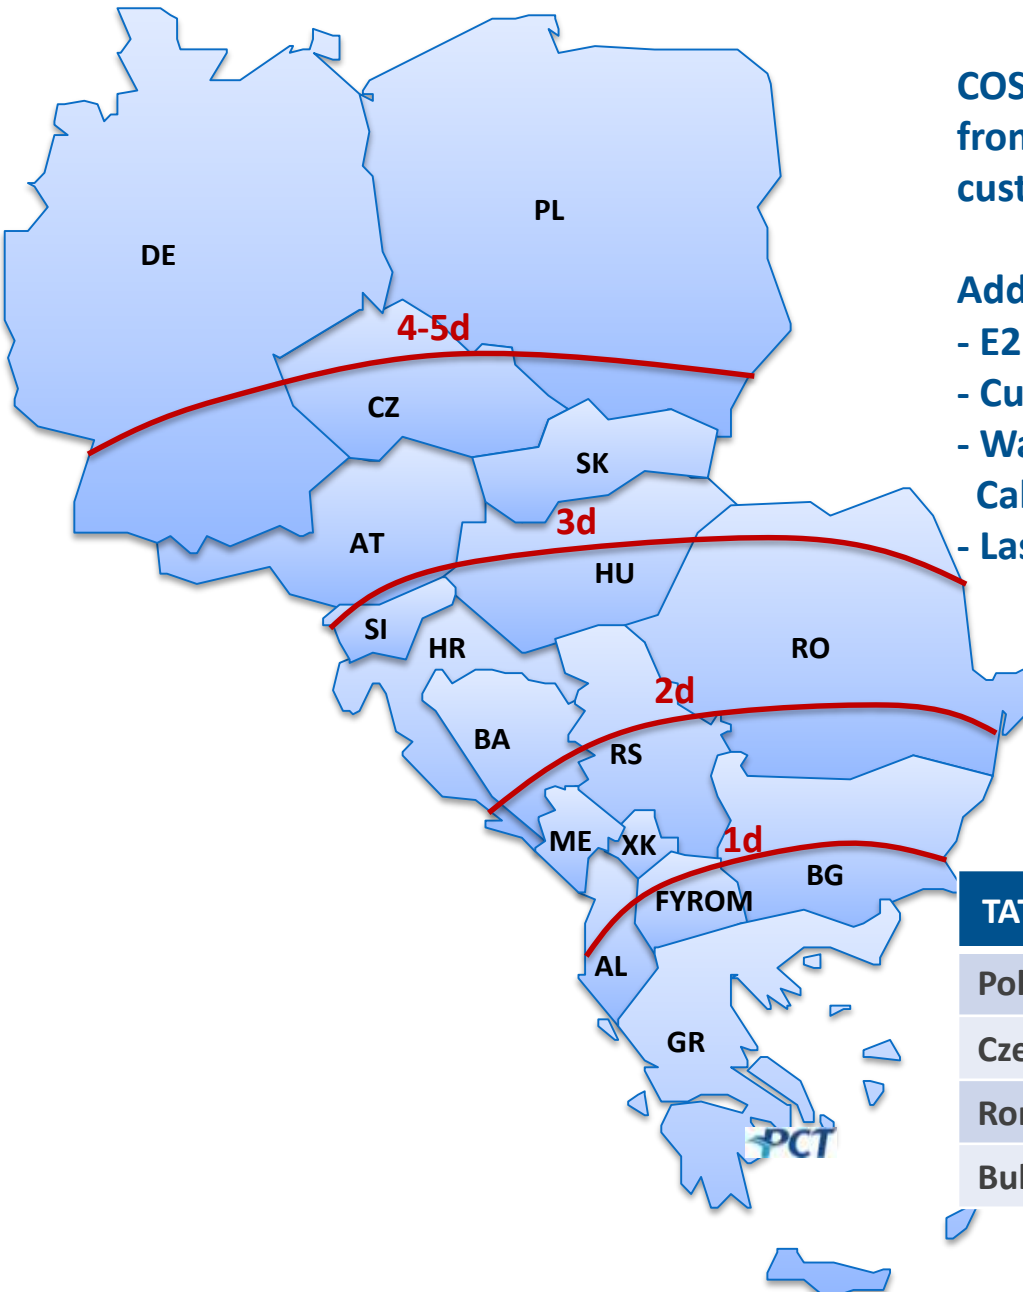 COS
from
cust
PL
DE
Add
4-5d
- E2
CZ
- Cu
- Wa
SK
Cal
3d
AT
- Las
HU
SI
HR
RO
2d
BA
RS
ME
XK
1d
BG
FYROM
TAT
AL
Pol
GR
Cze
Ror
PCT
Bul